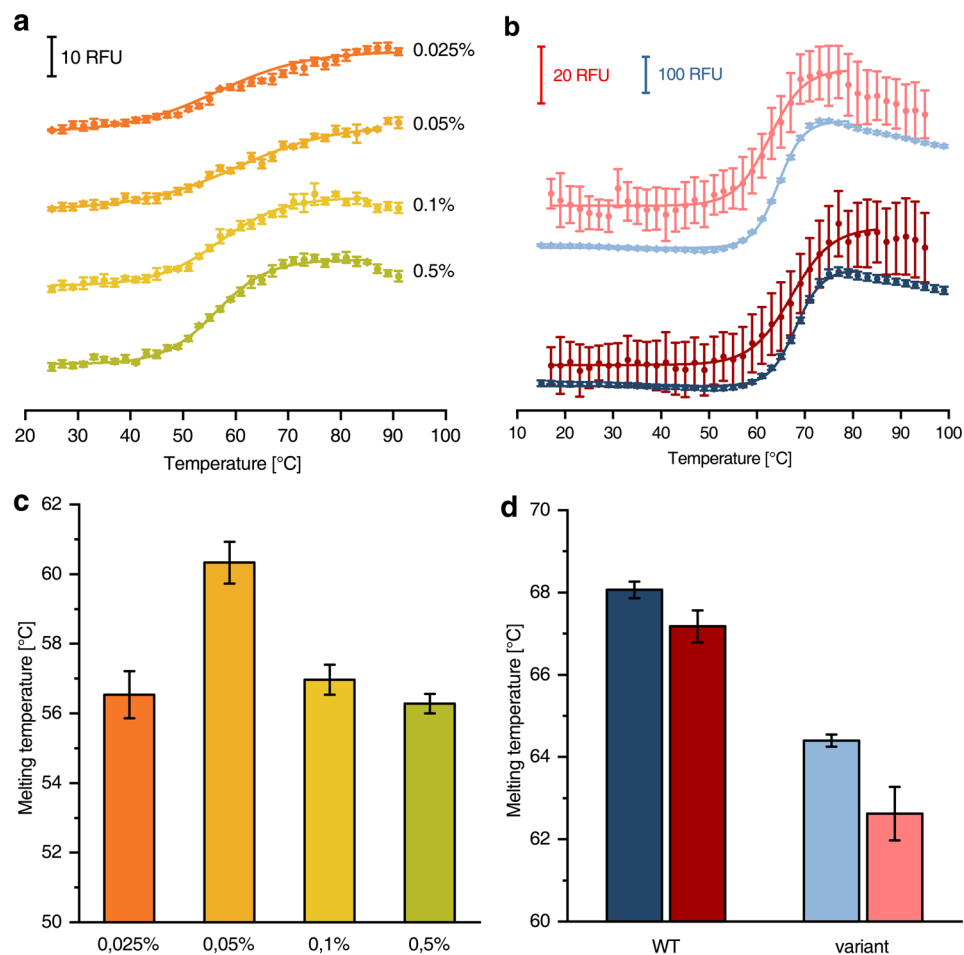 a
10 RFU
0.025%
0.05%
0.1%
0.5%
20 30 40 50 60 70 80 90 100
Temperature [°C]
b
20 RFU
100 RFU
10 20 30 40 50 60 70 80 90 100
Temperature [°C]
c
Melting temperature [°C]
62
60
58
56
54
52
50
0,025% 0,05% 0,1% 0,5%
d
Melting temperature [°C]
70
68
66
64
62
60
WT variant